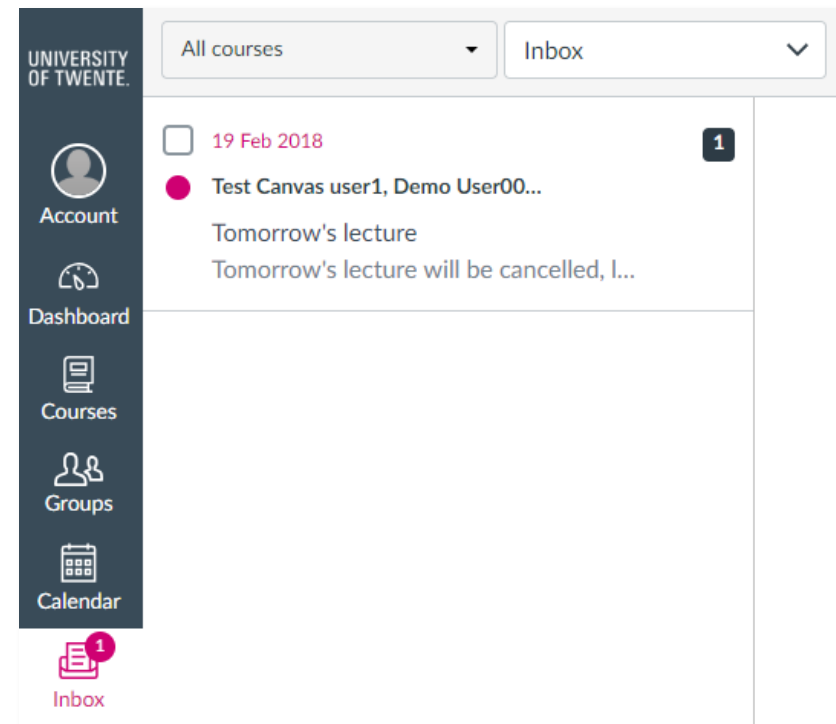 UNIVERSITY
OF TWENTE.
All courses
Inbox
Account
Dashboard
Courses
Groups
Calendar
1
Inbox
19 Feb 2018
1
Test Canvas user1, Demo User00...
Tomorrow's lecture
Tomorrow's lecture will be cancelled, I...